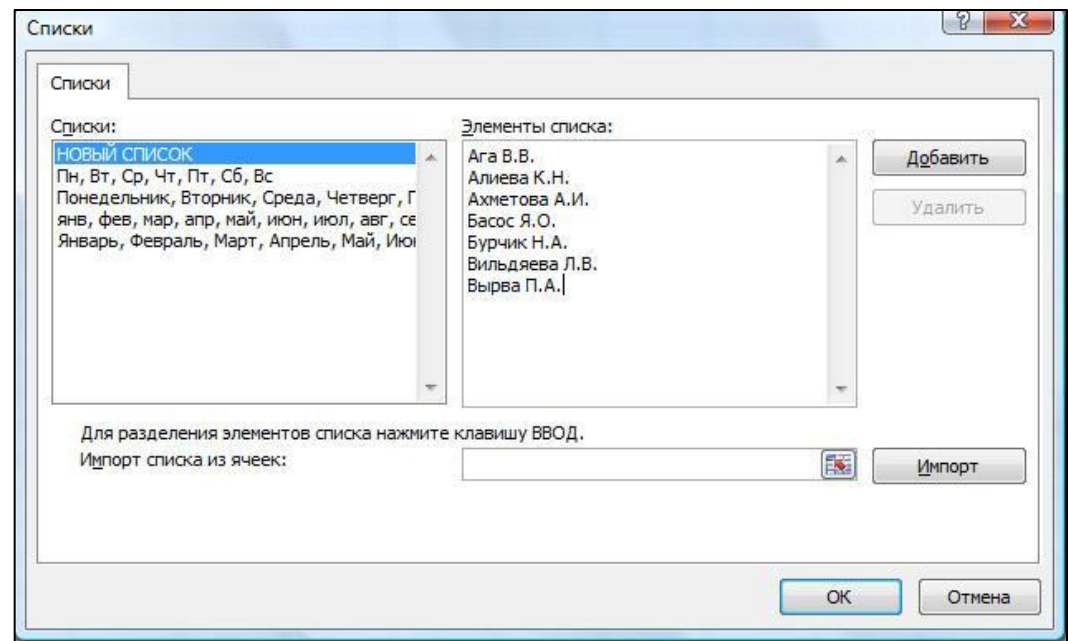 Списки
Списки
Списки:
НОВЫЙ СПИСОК
Пн, Вт, Ср, Чт, Пт, Сб, Вс
Понедельник, Вторник, Среда, Четверг, П
янв, фев, мар, апр, май, июн, июл, авг, се
Январь, Февраль, Март, Апрель, Май, Июн
Элементы списка:
Ага В.В.
Алиева К.Н.
Ахметова А.И.
Басос Я.О.
Бурчик Н.А.
Вильдяева Л.В.
Вырва П.А.
Добавить
Удалить
Для разделения элементов списка нажмите клавишу ВВОД.
Импорт списка из ячеек:
Импорт
ОК
Отмена